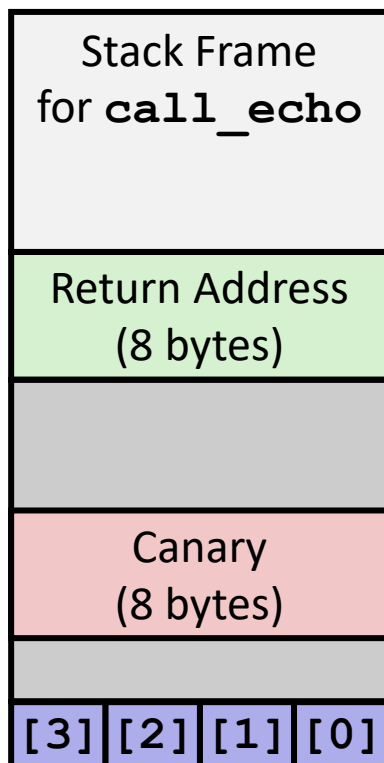 Stack Frame
for call_echo
Return Address
(8 bytes)
Canary
(8 bytes)
[3] [2] [1] [0]